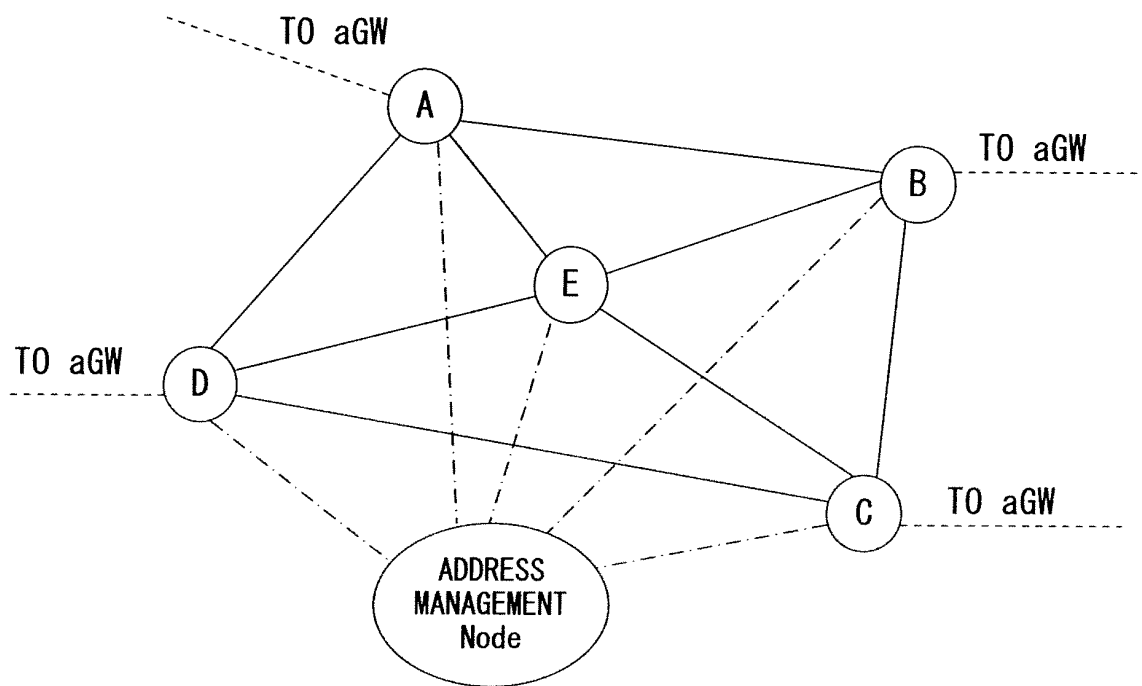 TO aGW
A
TO aGW
B
E
TO aGW
D
TO aGW
C
ADDRESS
MANAGEMENT
Node